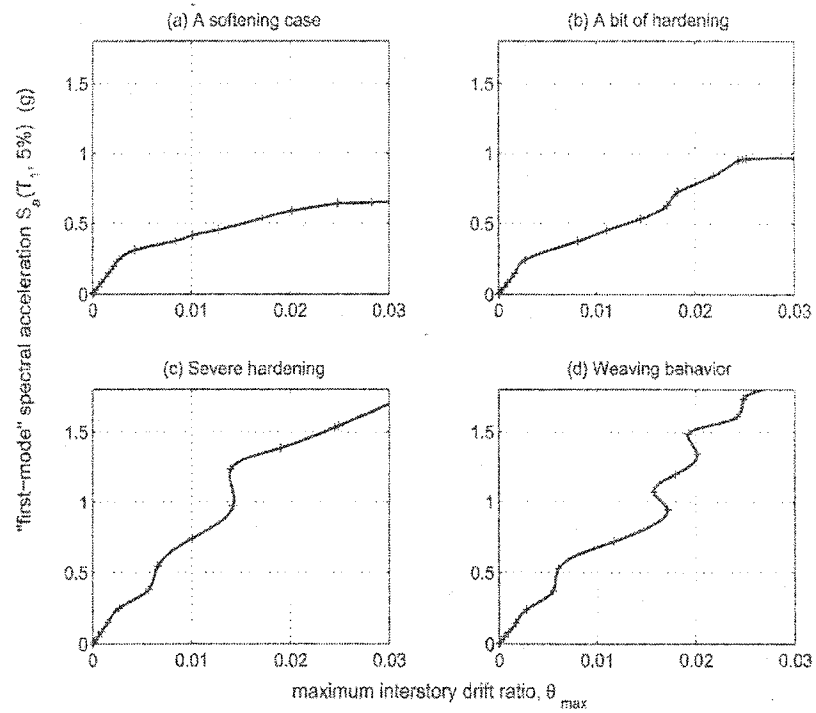 (a) A softening case
(b) A bit of hardening
1.5
1
0.5
0
0 0.01 0.02 0.03
1.5
1
0.5
0
0 0.01 0.02 0.03
(c) Severe hardening
(d) Weaving behavior
1.5
1
0.5
0
0 0.01 0.02 0.03
1.5
1
0.5
0
0 0.01 0.02 0.03
"first−mode" spectral acceleration Sa(T1, 5%) (g)
maximum interstory drift ratio, θmax